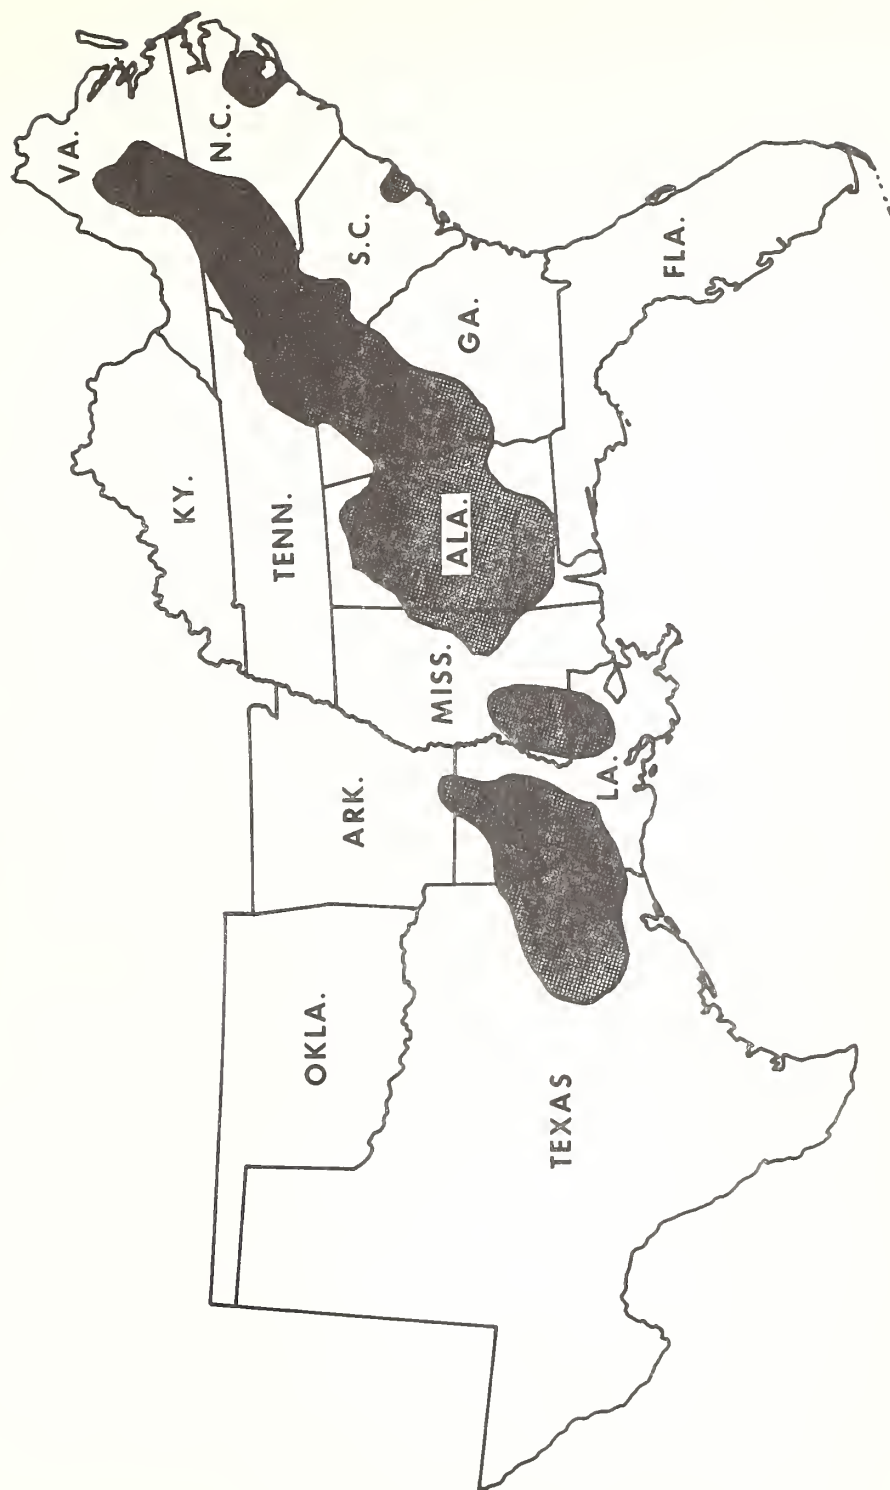 VA.
N.C.
KY.
TENN.
S.C.
OKLA.
ARK.
MISS.
ALA.
GA.
TEXAS
LA.
FLA.